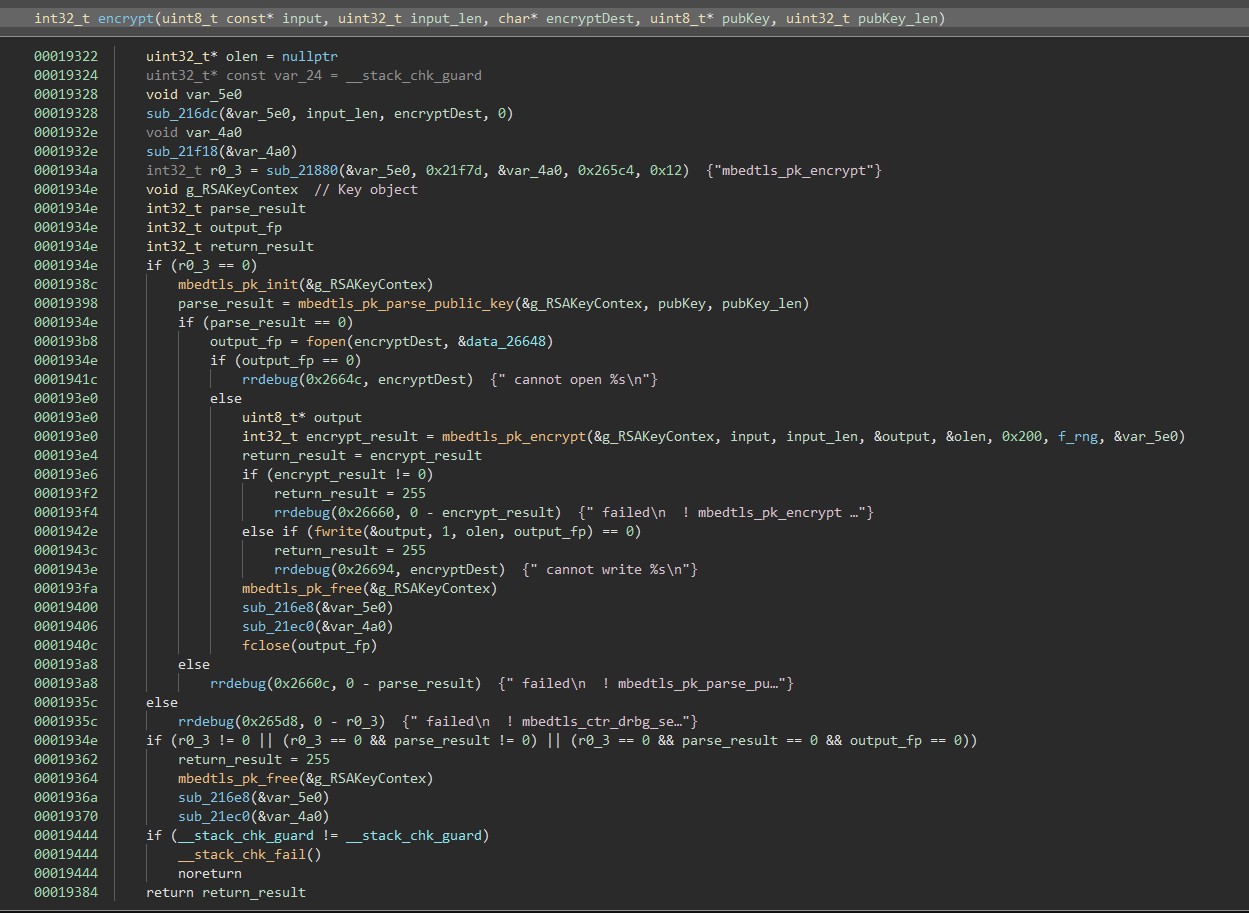 int32_t encrypt(uint8_t const* input, uint32_t input_len, char* encryptDest, uint8_t* pubKey, uint32_t pubKey_len)
00019322 uint32_t* olen = nullptr
00019324 uint32_t* const var_24 = __stack_chk_guard
00019328 void var_5e0
00019328 sub_216dc(&var_5e0, input_len, encryptDest, 0)
0001932e void var_4a0
0001932e sub_21f18(&var_4a0)
0001934a int32_t r0_3 = sub_21880(&var_5e0, 0x21f7d, &var_4a0, 0x265c4, 0x12) {"mbedtls_pk_encrypt"}
0001934e void g_RSAKeyContex // Key object
0001934e int32_t parse_result
0001934e int32_t output_fp
0001934e int32_t return_result
0001934e if (r0_3 == 0)
0001938c mbedtls_pk_init(&g_RSAKeyContex)
00019398 parse_result = mbedtls_pk_parse_public_key(&g_RSAKeyContex, pubKey, pubKey_len)
0001934e if (parse_result == 0)
000193b8 output_fp = fopen(encryptDest, &data_26648)
0001934e if (output_fp == 0)
0001941c rrdebug(0x2664c, encryptDest) {" cannot open %s\n"}
000193e0 else
000193e0 uint8_t* output
000193e0 int32_t encrypt_result = mbedtls_pk_encrypt(&g_RSAKeyContex, input, input_len, &output, &olen, 0x200, f_rng, &var_5e0)
000193e4 return_result = encrypt_result
000193e6 if (encrypt_result != 0)
000193f2 return_result = 255
000193f4 rrdebug(0x26660, 0 - encrypt_result) {" failed\n ! mbedtls_pk_encrypt …"}
0001942e else if (fwrite(&output, 1, olen, output_fp) == 0)
0001943c return_result = 255
0001943e rrdebug(0x26694, encryptDest) {" cannot write %s\n"}
000193fa mbedtls_pk_free(&g_RSAKeyContex)
00019400 sub_216e8(&var_5e0)
00019406 sub_21ec0(&var_4a0)
0001940c fclose(output_fp)
000193a8 else
000193a8 rrdebug(0x2660c, 0 - parse_result) {" failed\n ! mbedtls_pk_parse_pu…"}
0001935c else
0001935c rrdebug(0x265d8, 0 - r0_3) {" failed\n ! mbedtls_ctr_drbg_se…"}
0001934e if (r0_3 != 0 || (r0_3 == 0 && parse_result != 0) || (r0_3 == 0 && parse_result == 0 && output_fp == 0))
00019362 return_result = 255
00019364 mbedtls_pk_free(&g_RSAKeyContex)
0001936a sub_216e8(&var_5e0)
00019370 sub_21ec0(&var_4a0)
00019444 if (__stack_chk_guard != __stack_chk_guard)
00019444 __stack_chk_fail()
00019444 noreturn
00019384 return return_result